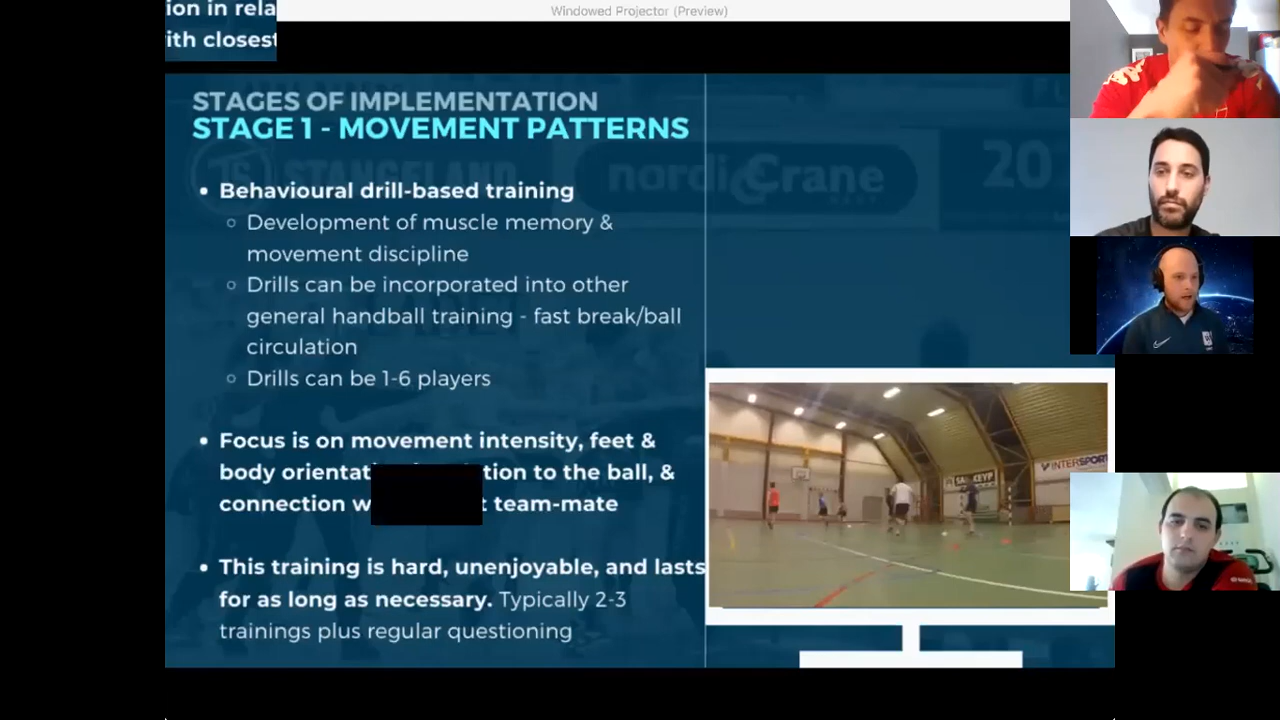 Windowed Projector (Preview)
ion in rela
ith closest
STAGES OF IMPLEMENTATION
STAGE 1 - MOVEMENT PATTERNS
STANGELAND
nordicCrane
• Behavioural drill-based training
◦ Development of muscle memory &
movement discipline
◦ Drills can be incorporated into other
general handball training - fast break/ball
circulation
◦ Drills can be 1-6 players
• Focus is on movement intensity, feet &
body orientati tion to the ball, &
connection w t team-mate
• This training is hard, unenjoyable, and lasts
for as long as necessary. Typically 2-3
trainings plus regular questioning
INTERSPORT